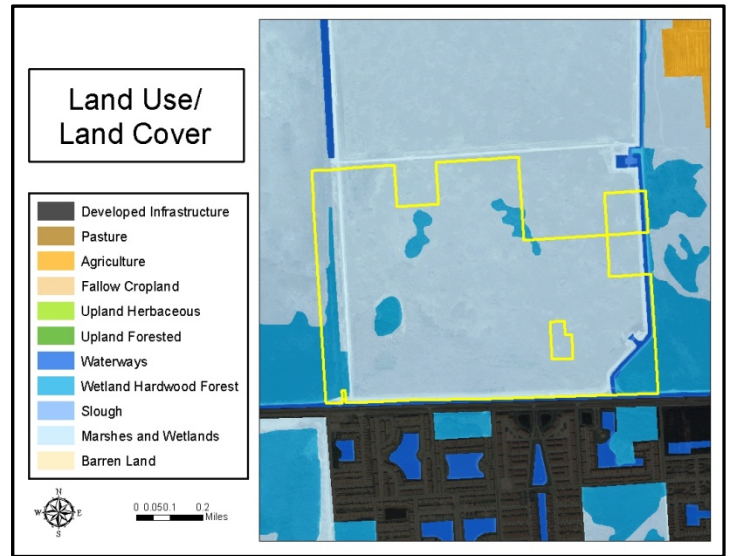 Land Use/
Land Cover
Developed Infrastructure
Pasture
Agriculture
Fallow Cropland
Upland Herbaceous
Upland Forested
Waterways
Wetland Hardwood Forest
Slough
Marshes and Wetlands
Barren Land
N
W E
S
0 0.050.1 0.2
Miles